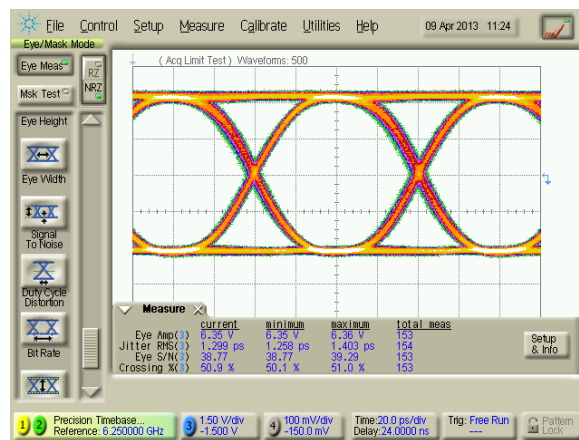 File Control Setup Measure Calibrate Utilities Help 09 Apr 2013 11:24
Eye/Mask Mode
Eye Meas
RZ
NRZ
Msk Test
( Acq Limit Test ) Waveforms: 500
Eye Height
Eye Width
Signal
To Noise
Duty Cycle
Distortion
Bit Rate
Measure
current minimum maximum total meas
Eye Amp(3) 6.35 V 6.35 V 6.36 V 153
Jitter RMS(3) 1.299 ps 1.258 ps 1.403 ps 154
Eye S/N(3) 38.77 38.77 39.29 153
Crossing %(3) 50.9 % 50.1 % 51.0 % 153
Setup
& Info
1 2 Precision Timebase...
Reference: 6.250000 GHz
3 1.50 V/div
-1.500 V
4 100 mV/div
-150.0 mV
Time:20.0 ps/div
Delay:24.0000 ns
Trig: Free Run
---
Pattern
Lock